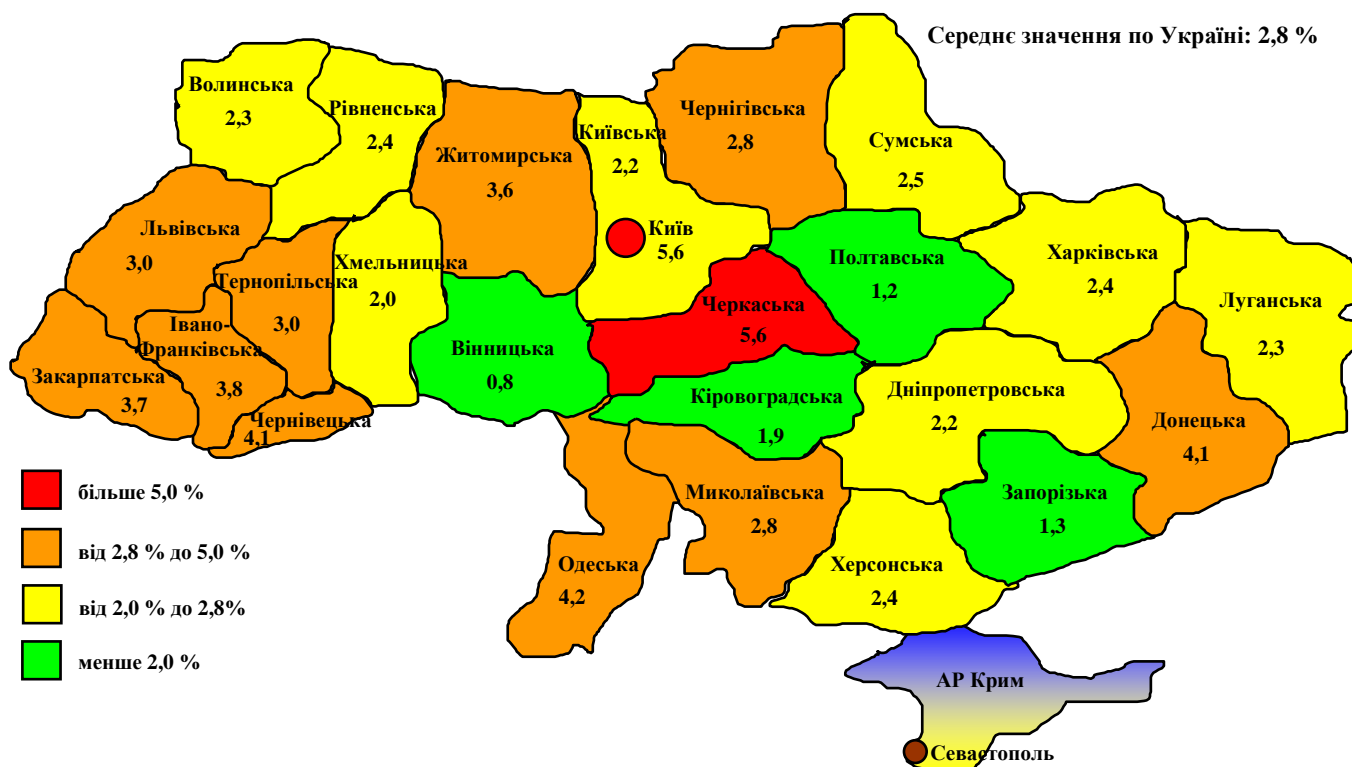 Середнє значення по Україні: 2,8 %
Волинська
2,3
Рівненська
2,4
Житомирська
3,6
Київська
2,2
Київ
5,6
Чернігівська
2,8
Сумська
2,5
Львівська
3,0
Тернопільська
3,0
Хмельницька
2,0
Івано-
Франківська
3,8
Закарпатська
3,7
Чернівецька
4,1
Вінницька
0,8
Черкаська
5,6
Полтавська
1,2
Харківська
2,4
Луганська
2,3
Кіровоградська
1,9
Дніпропетровська
2,2
Донецька
4,1
Запорізька
1,3
Миколаївська
2,8
Одеська
4,2
Херсонська
2,4
АР Крим
Севастополь
більше 5,0 %
від 2,8 % до 5,0 %
від 2,0 % до 2,8%
менше 2,0 %